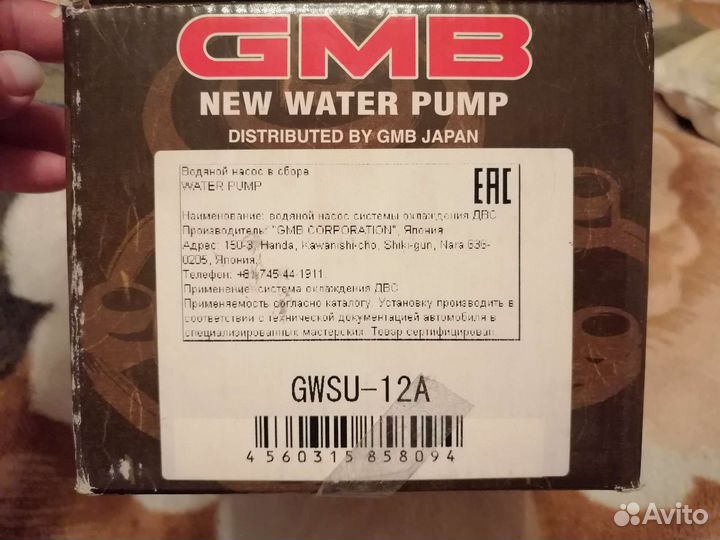 GMB
NEW WATER PUMP
DISTRIBUTED BY GMB JAPAN
Водяной насос в сборе
WATER PUMP
EAC
Наименование: водяной насос системы охлаждения ДВС
Производитель: "GMB CORPORATION", Япония
Адрес: 150-3, Handa, Kawanishi-cho, Shiki-gun, Nara 636-
0205, Япония,
Телефон: +81-745-44-1911
Применение: система охлаждения ДВС
Применяемость согласно каталогу. Установку производить в
соответствии с технической документацией автомобиля в
специализированных мастерских. Товар сертифицирован.
GWSU-12A
4 560315 858094
Avito